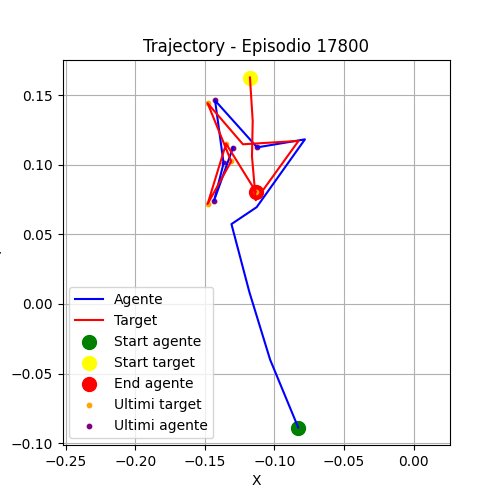 Trajectory - Episodio 17800
0.15
0.10
0.05
0.00
−0.05
−0.10
Agente
Target
Start agente
Start target
End agente
Ultimi target
Ultimi agente
−0.25
−0.20
−0.15
−0.10
−0.05
0.00
X